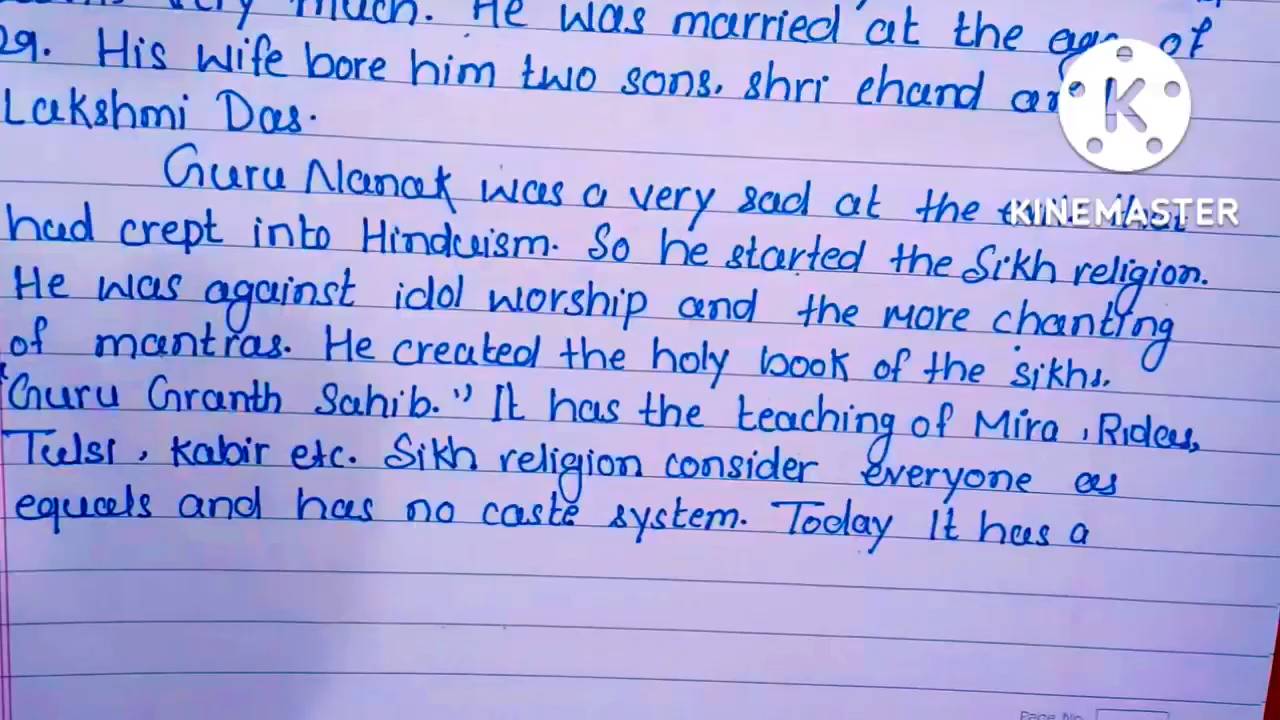 very much. He was married at the age of
29. His wife bore him two sons. shri chand
Lakshmi Das.
KINEMASTER
Guru Nanak was a very sad at the
had crept into Hinduism. So he started the Sikh religion.
He was against idol worship and the more chanting
of mantras. He created the holy book of the sikhs.
"Guru Granth Sahib." It has the teaching of Mira,
Tulsi, Kabir etc. Sikh religion consider everyone as
equals and has no caste system. Today It has a
Page No.